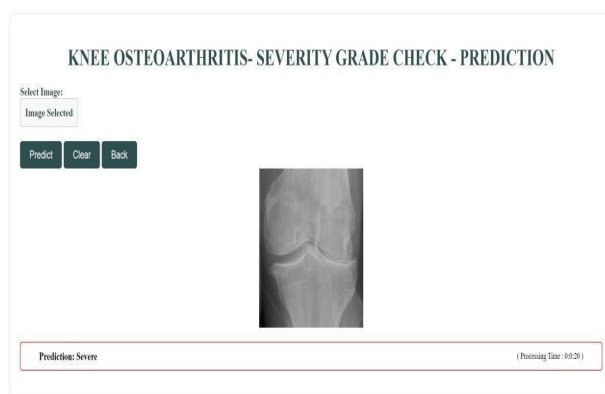 KNEE OSTEOARTHRITIS- SEVERITY GRADE CHECK - PREDICTION
Select Image:
Image Selected
Predict Clear Back
Prediction: Severe ( Processing Time : 0:0:20 )